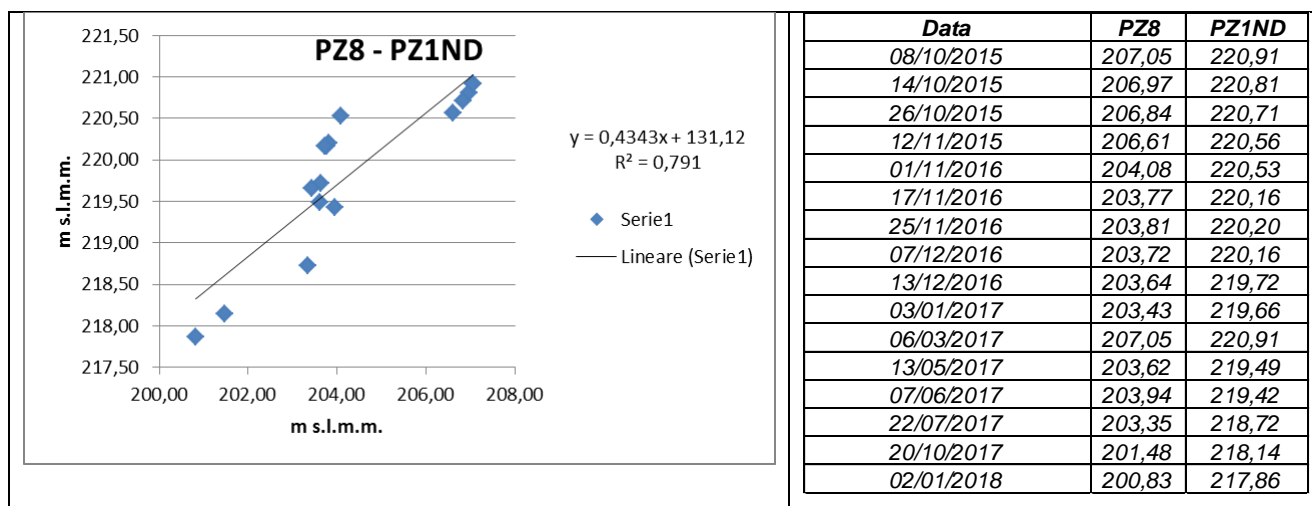 PZ8 - PZ1ND
221,50
221,00
220,50
220,00
219,50
219,00
218,50
218,00
217,50
m s.l.m.m.
200,00 202,00 204,00 206,00 208,00
m s.l.m.m.
y = 0,4343x + 131,12
R² = 0,791
Serie1
Lineare (Serie1)
Data PZ8 PZ1ND
08/10/2015 207,05 220,91
14/10/2015 206,97 220,81
26/10/2015 206,84 220,71
12/11/2015 206,61 220,56
01/11/2016 204,08 220,53
17/11/2016 203,77 220,16
25/11/2016 203,81 220,20
07/12/2016 203,72 220,16
13/12/2016 203,64 219,72
03/01/2017 203,43 219,66
06/03/2017 207,05 220,91
13/05/2017 203,62 219,49
07/06/2017 203,94 219,42
22/07/2017 203,35 218,72
20/10/2017 201,48 218,14
02/01/2018 200,83 217,86